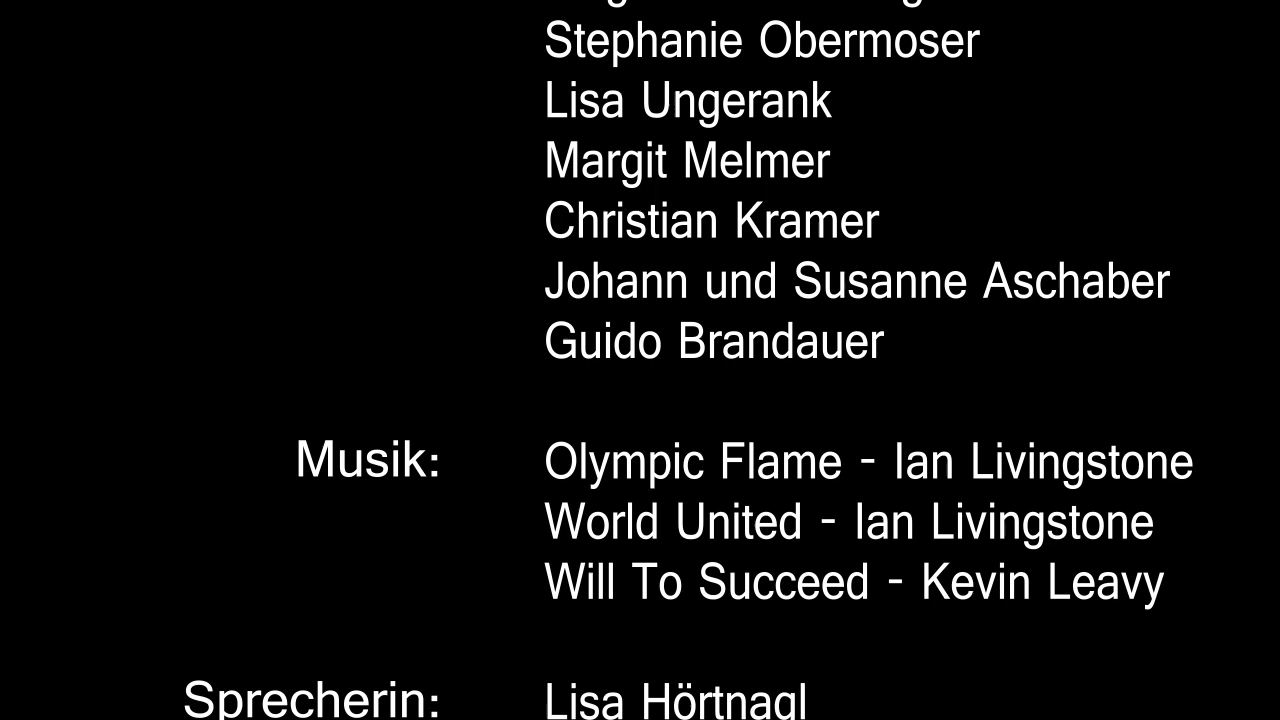 Stephanie Obermoser
Lisa Ungerank
Margit Melmer
Christian Kramer
Johann und Susanne Aschaber
Guido Brandauer
Musik: Olympic Flame - Ian Livingstone
World United - Ian Livingstone
Will To Succeed - Kevin Leavy
Sprecherin: Lisa Hörtnagl